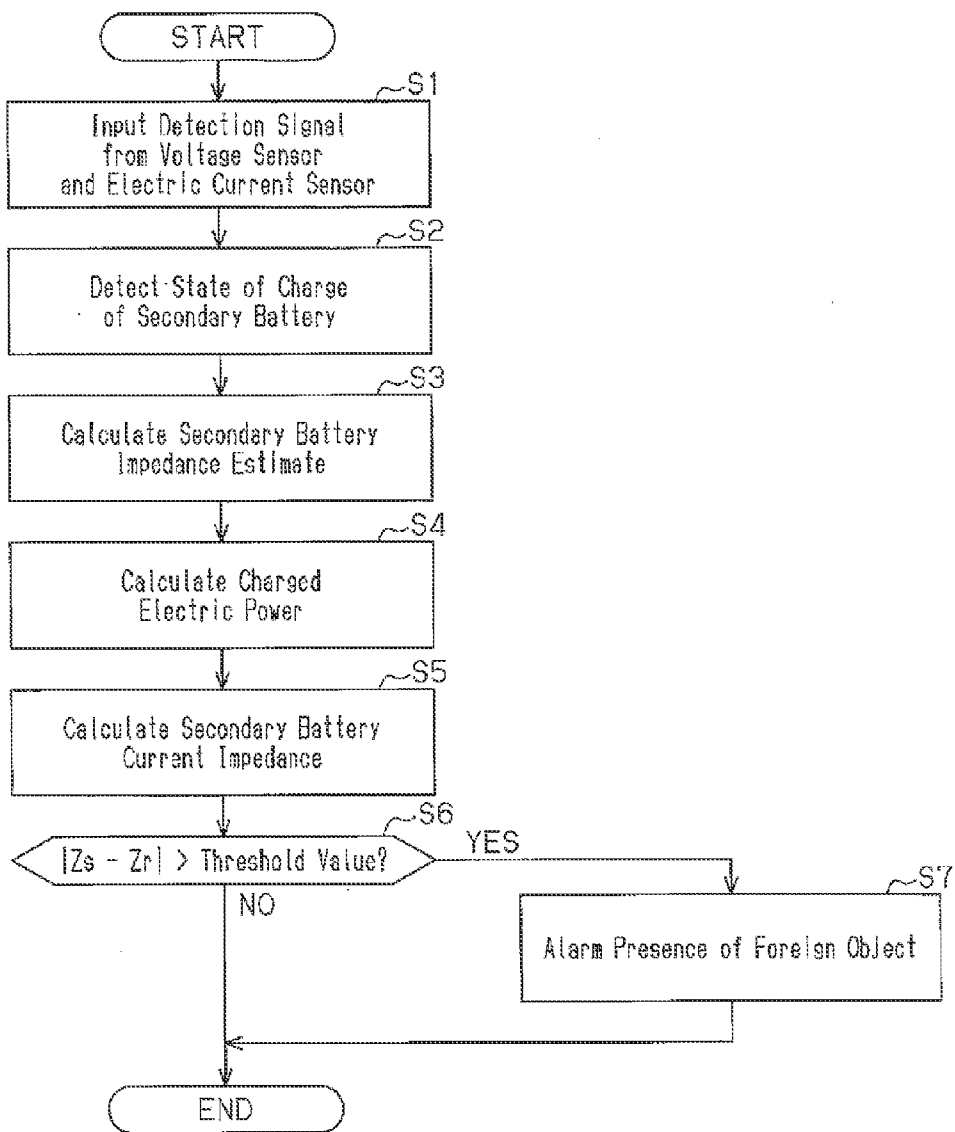 START
S1
Input Detection Signal
from Voltage Sensor
and Electric Current Sensor
S2
Detect State of Charge
of Secondary Battery
S3
Calculate Secondary Battery
Impedance Estimate
S4
Calculate Charged
Electric Power
S5
Calculate Secondary Battery
Current Impedance
S6
|Zs - Zr| > Threshold Value?
YES
NO
S7
Alarm Presence of Foreign Object
END